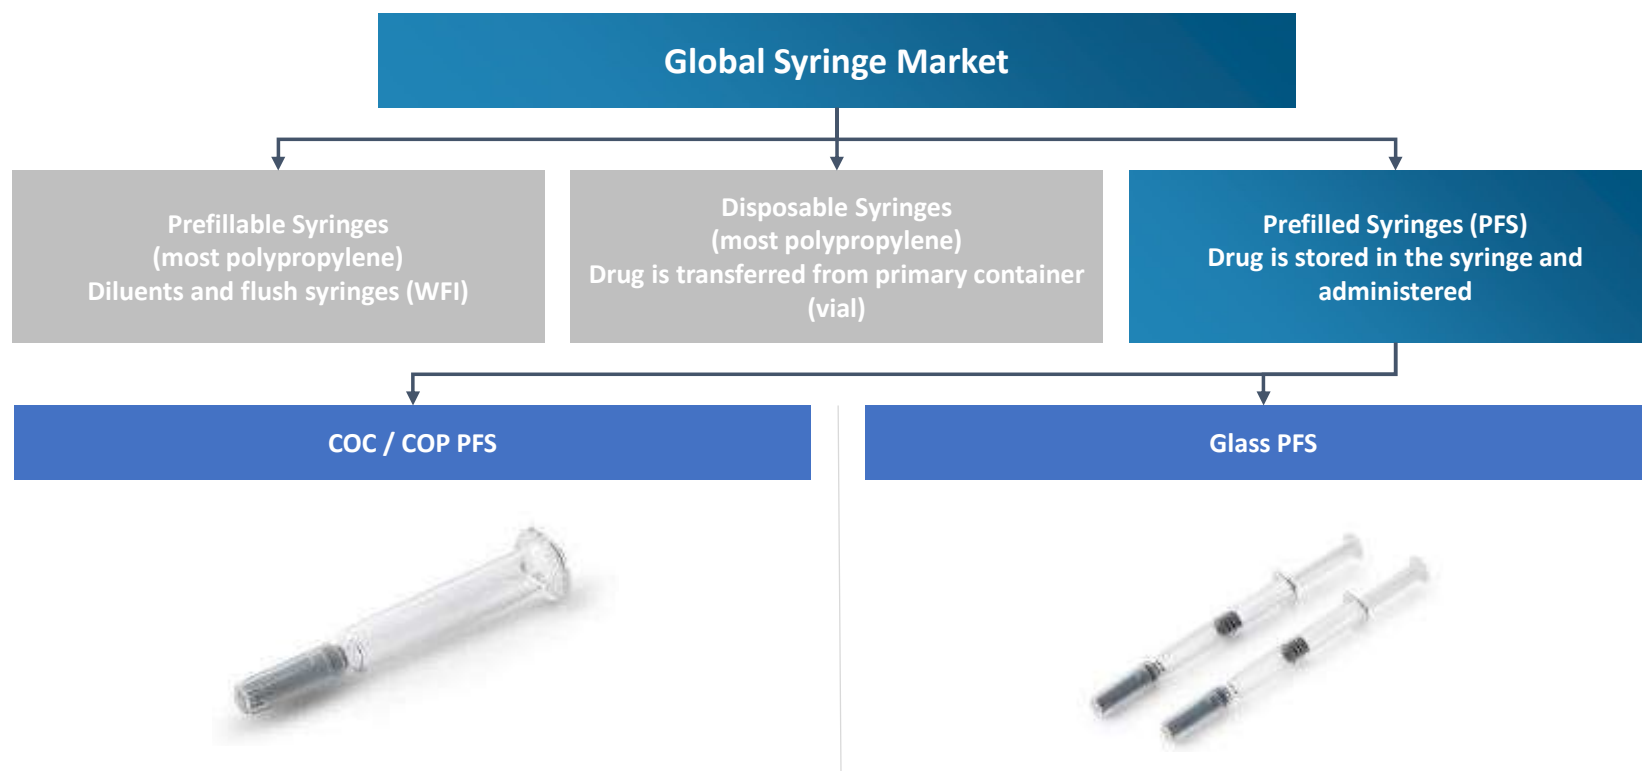 Global Syringe Market
Prefillable Syringes
(most polypropylene)
Diluents and flush syringes (WFI)
Disposable Syringes
(most polypropylene)
Drug is transferred from primary container
(vial)
Prefilled Syringes (PFS)
Drug is stored in the syringe and
administered
COC / COP PFS
Glass PFS